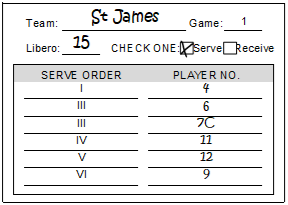 Team: St James Game: 1
Libero: 15 CHECK ONE: Serve Receive
SERVE ORDER PLAYER NO.
I 4
III 6
III 7C
IV 11
V 12
VI 9